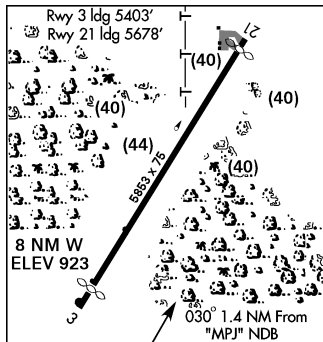 Rwy 3 ldg 5403’
Rwy 21 ldg 5678’
21
(40)
(40)
(40)
(44)
(40)
5853 x 75
8 NM W
ELEV 923
3
030° 1.4 NM From
"MPJ" NDB